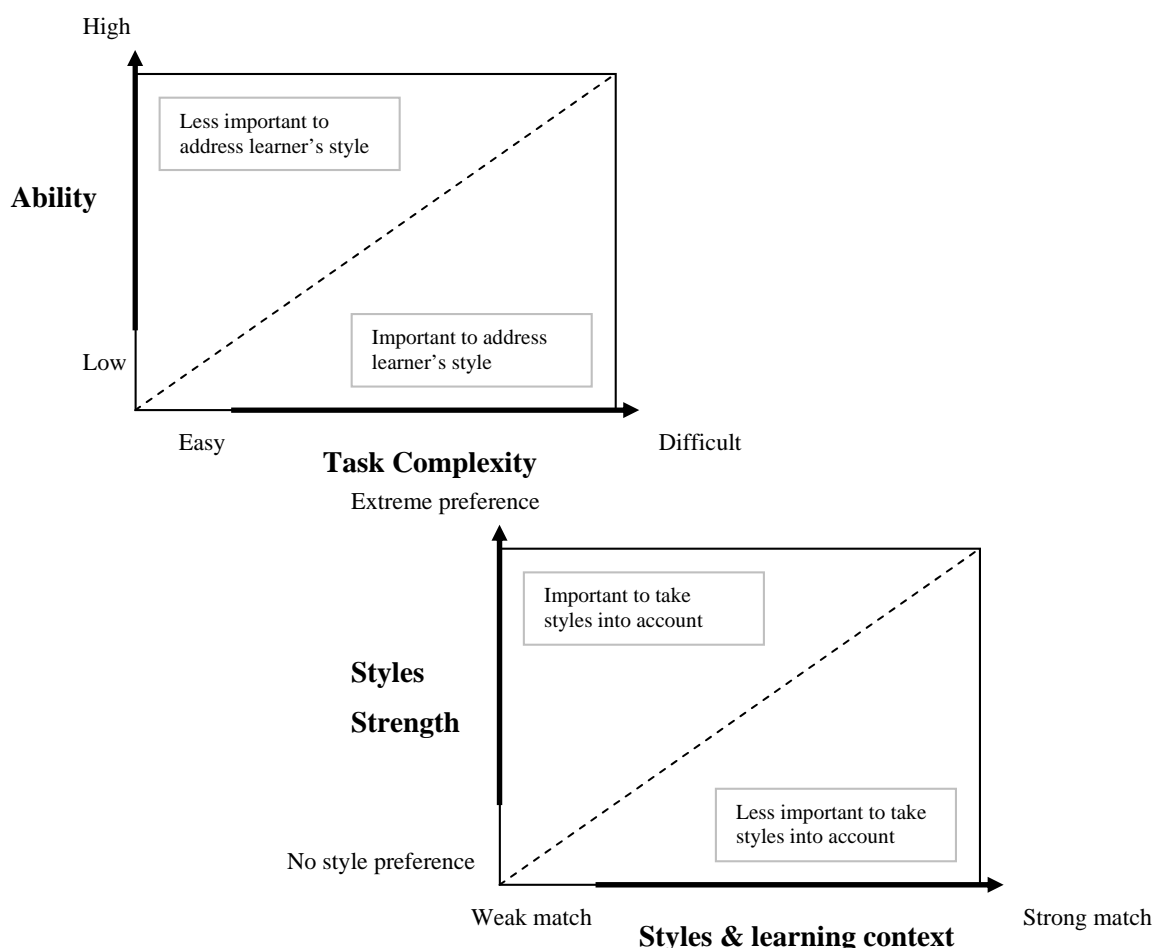 High
Less important to
address learner’s style
Ability
Important to address
learner’s style
Low
Easy
Difficult
Task Complexity
Extreme preference
Important to take
styles into account
Styles
Strength
Less important to take
styles into account
No style preference
Weak match
Strong match
Styles & learning context